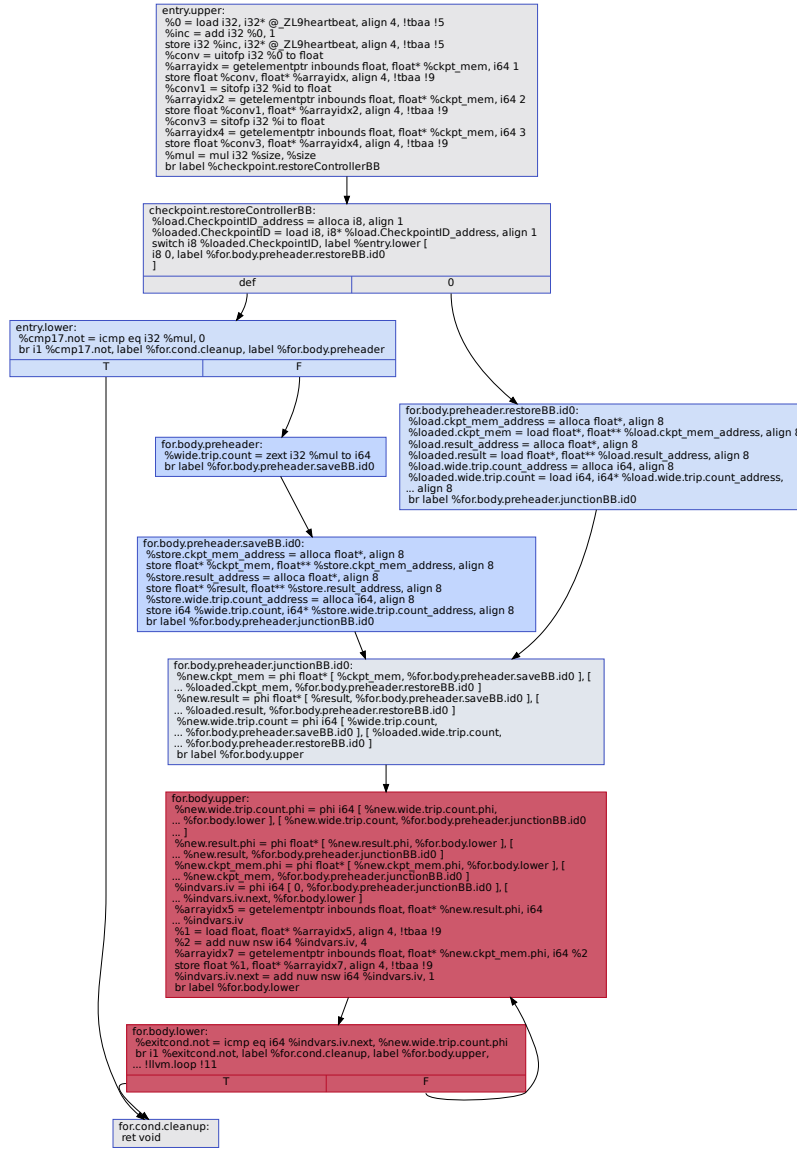 entry.upper:
%0 = load i32, i32* @_ZL9heartbeat, align 4, !tbaa !5
%inc = add i32 %0, 1
store i32 %inc, i32* @_ZL9heartbeat, align 4, !tbaa !5
%conv = uitofp i32 %0 to float
%arrayidx = getelementptr inbounds float, float* %ckpt_mem, i64 1
store float %conv, float* %arrayidx, align 4, !tbaa !9
%conv1 = sitofp i32 %id to float
%arrayidx2 = getelementptr inbounds float, float* %ckpt_mem, i64 2
store float %conv1, float* %arrayidx2, align 4, !tbaa !9
%conv3 = sitofp i32 %i to float
%arrayidx4 = getelementptr inbounds float, float* %ckpt_mem, i64 3
store float %conv3, float* %arrayidx4, align 4, !tbaa !9
%mul = mul i32 %size, %size
br label %checkpoint.restoreControllerBB
checkpoint.restoreControllerBB:
%load.CheckpointID_address = alloca i8, align 1
%loaded.CheckpointID = load i8, i8* %load.CheckpointID_address, align 1
switch i8 %loaded.CheckpointID, label %entry.lower [
i8 0, label %for.body.preheader.restoreBB.id0
]
def 0
entry.lower:
%cmp17.not = icmp eq i32 %mul, 0
br i1 %cmp17.not, label %for.cond.cleanup, label %for.body.preheader
T F
for.body.preheader.restoreBB.id0:
%load.ckpt_mem_address = alloca float*, align 8
%loaded.ckpt_mem = load float*, float** %load.ckpt_mem_address, align 8
%load.result_address = alloca float*, align 8
%loaded.result = load float*, float** %load.result_address, align 8
%load.wide.trip.count_address = alloca i64, align 8
%loaded.wide.trip.count = load i64, i64* %load.wide.trip.count_address,
... align 8
br label %for.body.preheader.junctionBB.id0
for.body.preheader:
%wide.trip.count = zext i32 %mul to i64
br label %for.body.preheader.saveBB.id0
for.body.preheader.saveBB.id0:
%store.ckpt_mem_address = alloca float*, align 8
store float* %ckpt_mem, float** %store.ckpt_mem_address, align 8
%store.result_address = alloca float*, align 8
store float* %result, float** %store.result_address, align 8
%store.wide.trip.count_address = alloca i64, align 8
store i64 %wide.trip.count, i64* %store.wide.trip.count_address, align 8
br label %for.body.preheader.junctionBB.id0
for.body.preheader.junctionBB.id0:
%new.ckpt_mem = phi float* [ %ckpt_mem, %for.body.preheader.saveBB.id0 ], [
... %loaded.ckpt_mem, %for.body.preheader.restoreBB.id0 ]
%new.result = phi float* [ %result, %for.body.preheader.saveBB.id0 ], [
... %loaded.result, %for.body.preheader.restoreBB.id0 ]
%new.wide.trip.count = phi i64 [ %wide.trip.count,
... %for.body.preheader.saveBB.id0 ], [ %loaded.wide.trip.count,
... %for.body.preheader.restoreBB.id0 ]
br label %for.body.upper
for.body.upper:
%new.wide.trip.count.phi = phi i64 [ %new.wide.trip.count.phi,
... %for.body.lower ], [ %new.wide.trip.count, %for.body.preheader.junctionBB.id0
... ]
%new.result.phi = phi float* [ %new.result.phi, %for.body.lower ], [
... %new.result, %for.body.preheader.junctionBB.id0 ]
%new.ckpt_mem.phi = phi float* [ %new.ckpt_mem.phi, %for.body.lower ], [
... %new.ckpt_mem, %for.body.preheader.junctionBB.id0 ]
%indvars.iv = phi i64 [ 0, %for.body.preheader.junctionBB.id0 ], [
... %indvars.iv.next, %for.body.lower ]
%arrayidx5 = getelementptr inbounds float, float* %new.result.phi, i64
... %indvars.iv
%1 = load float, float* %arrayidx5, align 4, !tbaa !9
%2 = add nuw nsw i64 %indvars.iv, 4
%arrayidx7 = getelementptr inbounds float, float* %new.ckpt_mem.phi, i64 %2
store float %1, float* %arrayidx7, align 4, !tbaa !9
%indvars.iv.next = add nuw nsw i64 %indvars.iv, 1
br label %for.body.lower
for.body.lower:
%exitcond.not = icmp eq i64 %indvars.iv.next, %new.wide.trip.count.phi
br i1 %exitcond.not, label %for.cond.cleanup, label %for.body.upper,
... !llvm.loop !11
T F
for.cond.cleanup:
ret void